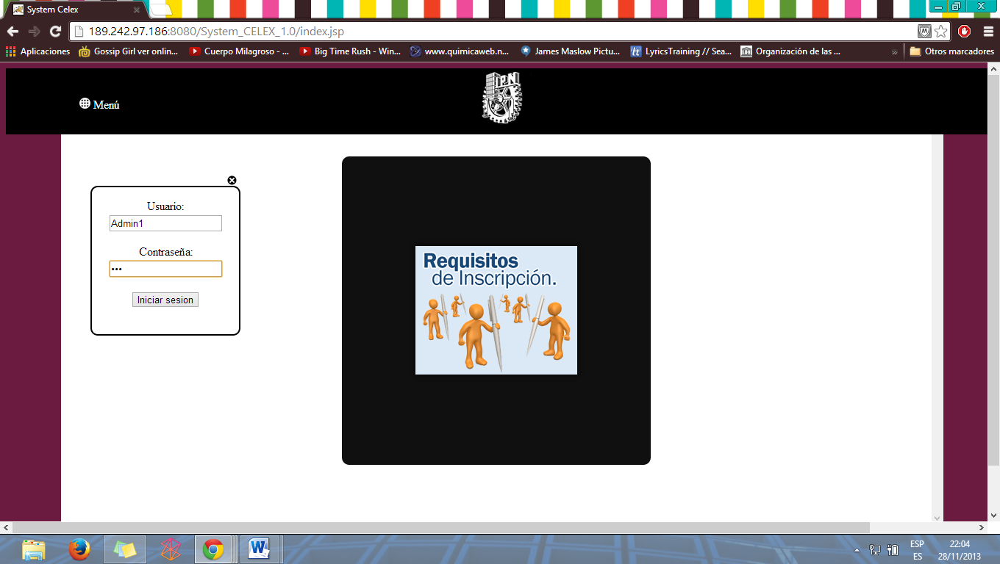 System Celex
189.242.97.186:8080/System_CELEX_1.0/index.jsp
Aplicaciones
Gossip Girl ver onlin...
Cuerpo Milagroso - ...
Big Time Rush - Win...
www.quimicaweb.n...
James Maslow Pictu...
LyricsTraining // Sea...
Organización de las ...
»
Otros marcadores
Menú
IPN
Usuario:
Admin1
Contraseña:
•••
Iniciar sesion
Requisitos
de Inscripción.
ESP
ES
22:04
28/11/2013